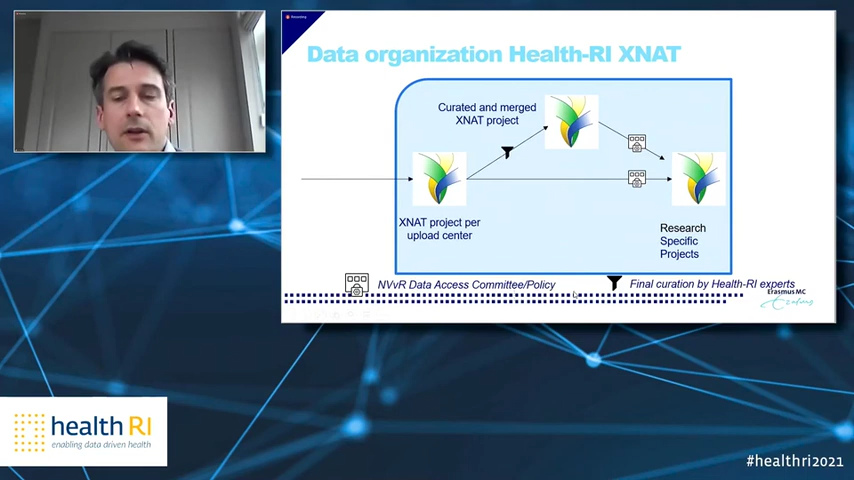 Recording
Data organization Health-RI XNAT
Curated and merged
XNAT project
XNAT project per
upload center
Research
Specific
Projects
NVvR Data Access Committee/Policy
Final curation by Health-RI experts
Erasmus MC
Erasmus
health RI
enabling data driven health
#healthri2021